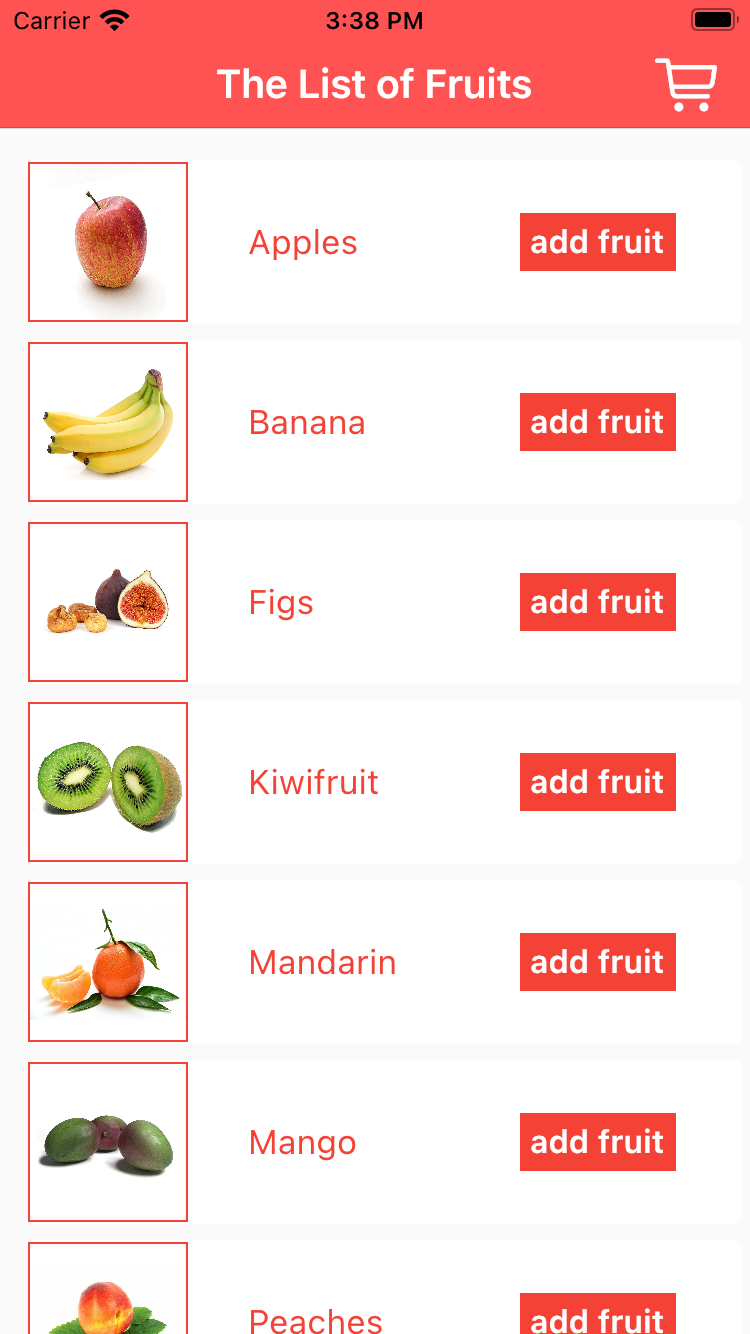 Carrier 3:38 PM
The List of Fruits
Apples add fruit
Banana add fruit
Figs add fruit
Kiwifruit add fruit
Mandarin add fruit
Mango add fruit
Peaches add fruit